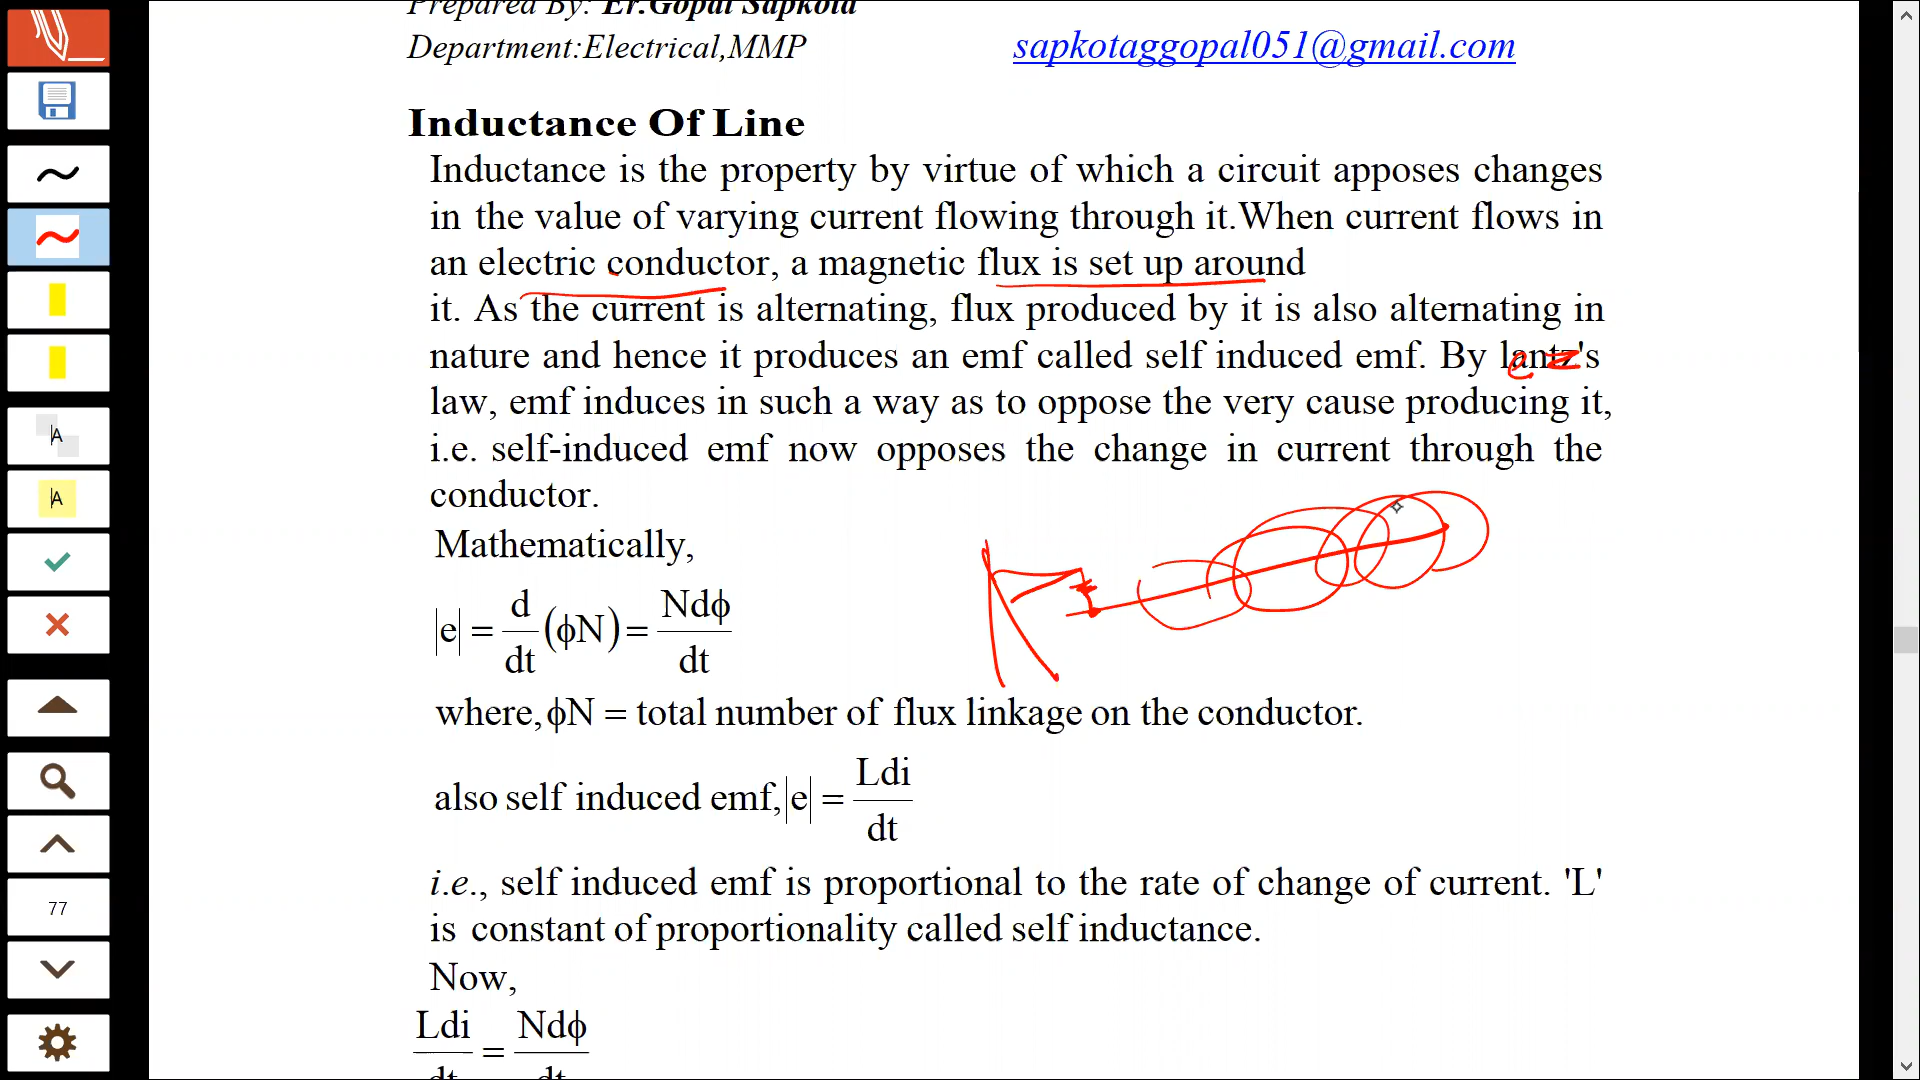 Prepared By: Er.Gopal Sapkota
Department:Electrical,MMP
sapkotaggopal051@gmail.com
Inductance Of Line
Inductance is the property by virtue of which a circuit apposes changes
in the value of varying current flowing through it.When current flows in
an electric conductor, a magnetic flux is set up around
it. As the current is alternating, flux produced by it is also alternating in
nature and hence it produces an emf called self induced emf. By lantz's
law, emf induces in such a way as to oppose the very cause producing it,
i.e. self-induced emf now opposes the change in current through the
conductor.
Mathematically,
|e| = d/dt (ϕN) = Ndϕ/dt
where, ϕN = total number of flux linkage on the conductor.
also self induced emf, |e| = Ldi/dt
i.e., self induced emf is proportional to the rate of change of current. 'L'
is constant of proportionality called self inductance.
Now,
Ldi/dt = Ndϕ/dt
A
A
77